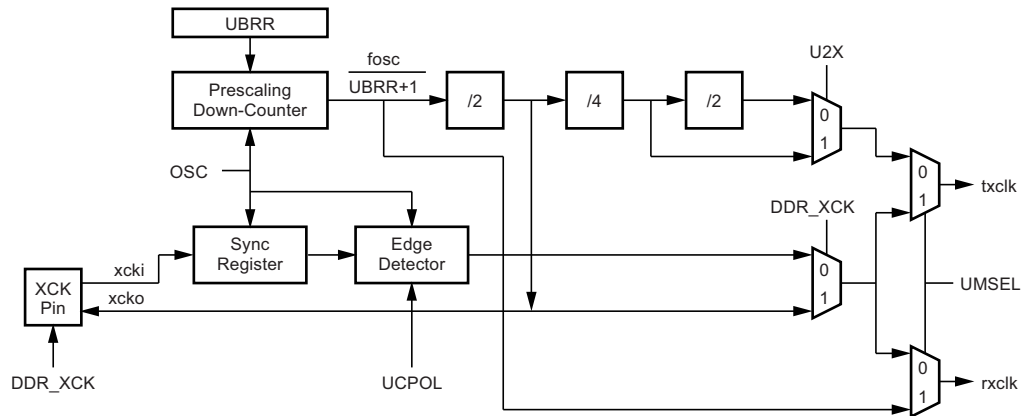 UBRR
fosc
UBRR+1
U2X
Prescaling
Down-Counter
/2
/4
/2
0
1
OSC
0
1
txclk
DDR_XCK
Sync
Register
Edge
Detector
0
1
xcki
XCK
Pin
xcko
UMSEL
DDR_XCK
UCPOL
0
1
rxclk